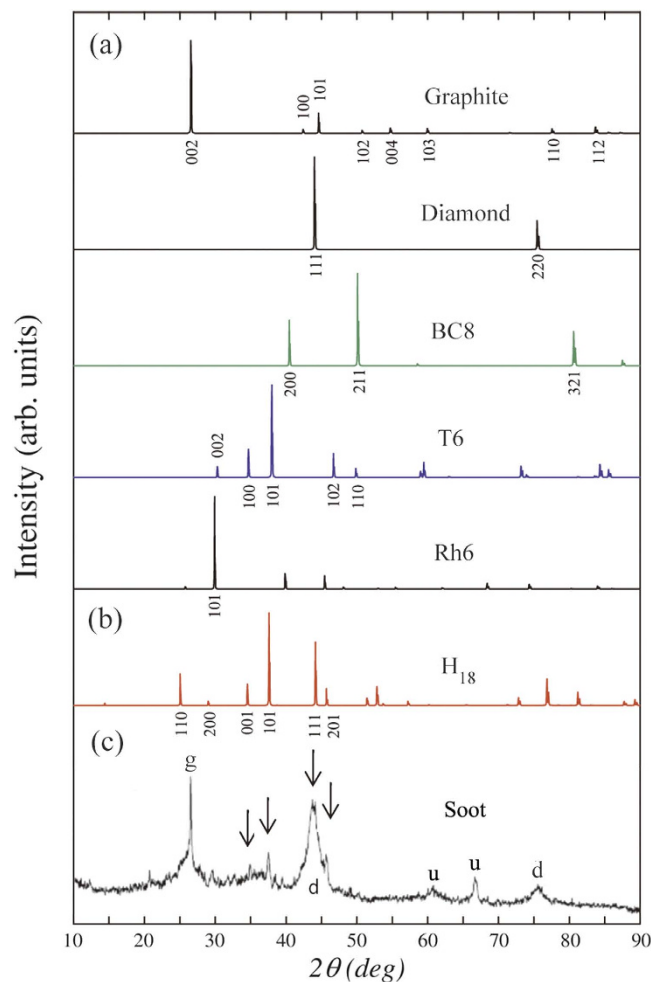 (a)
Graphite
002
100
101
102
004
103
110
112
Diamond
111
220
BC8
200
211
321
T6
002
100
101
102
110
Rh6
101
(b)
H18
110
200
001
101
111
201
(c)
g
Soot
d
u
u
d
10 20 30 40 50 60 70 80 90
2θ (deg)
Intensity (arb. units)